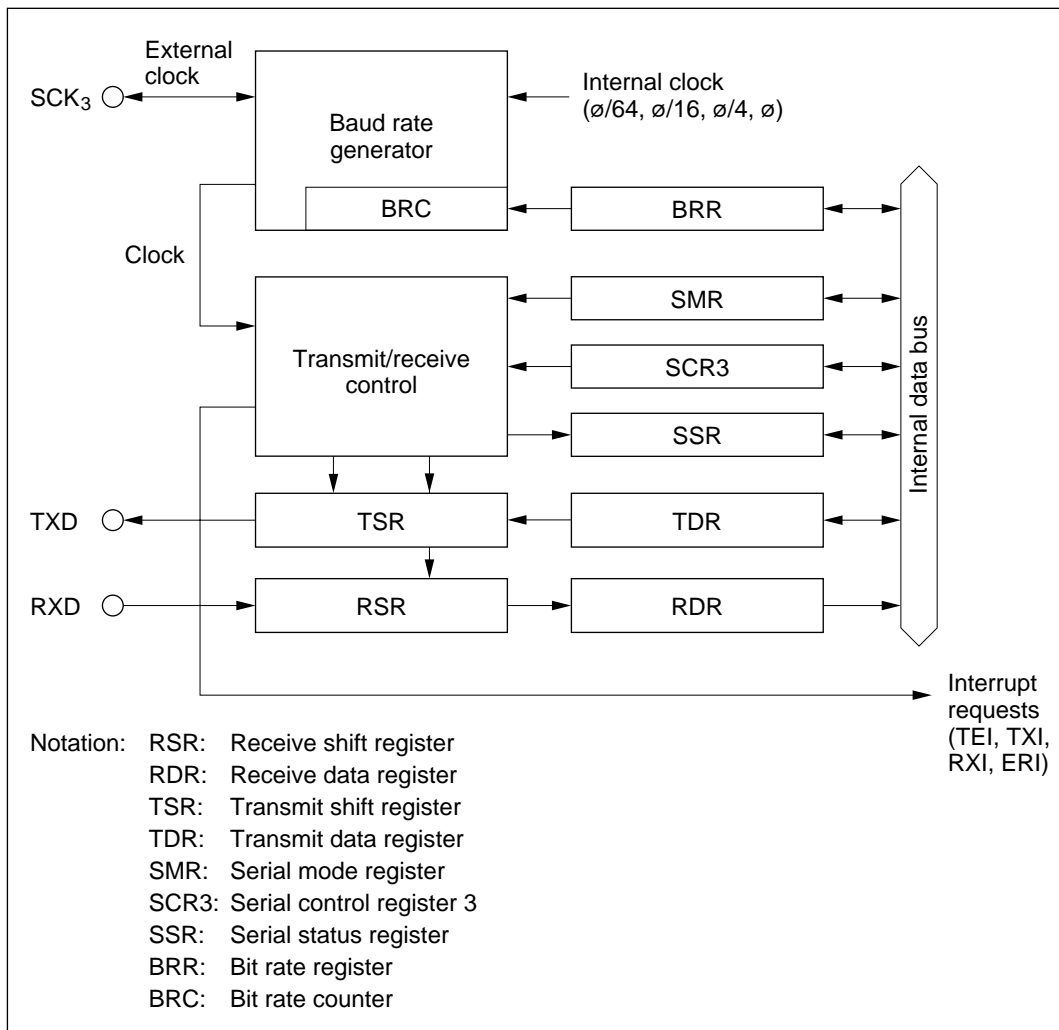 External
clock
SCK₃
Internal clock
(ø/64, ø/16, ø/4, ø)
Baud rate
generator
BRC
BRR
Clock
SMR
Transmit/receive
control
SCR3
SSR
Internal data bus
TXD
TSR
TDR
RXD
RSR
RDR
Interrupt
requests
(TEI, TXI,
RXI, ERI)
Notation: RSR: Receive shift register
RDR: Receive data register
TSR: Transmit shift register
TDR: Transmit data register
SMR: Serial mode register
SCR3: Serial control register 3
SSR: Serial status register
BRR: Bit rate register
BRC: Bit rate counter